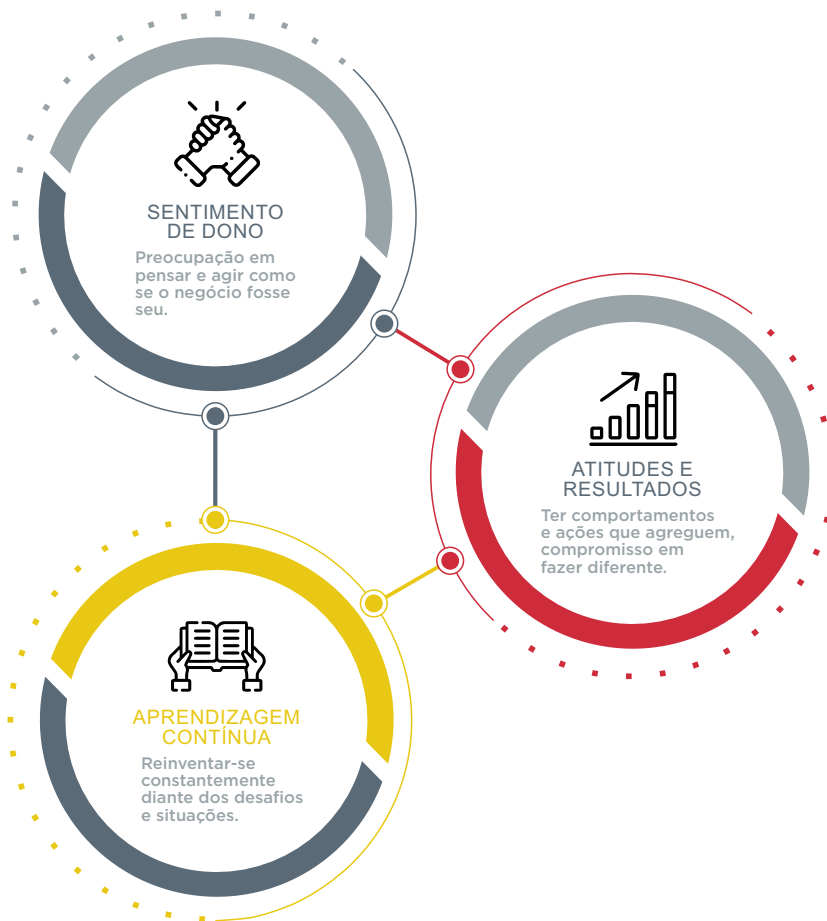 SENTIMENTO
DE DONO
Preocupação em
pensar e agir como
se o negócio fosse
seu.
ATITUDES E
RESULTADOS
Ter comportamentos
e ações que agreguem,
compromisso em
fazer diferente.
APRENDIZAGEM
CONTÍNUA
Reinventar-se
constantemente
diante dos desafios
e situações.